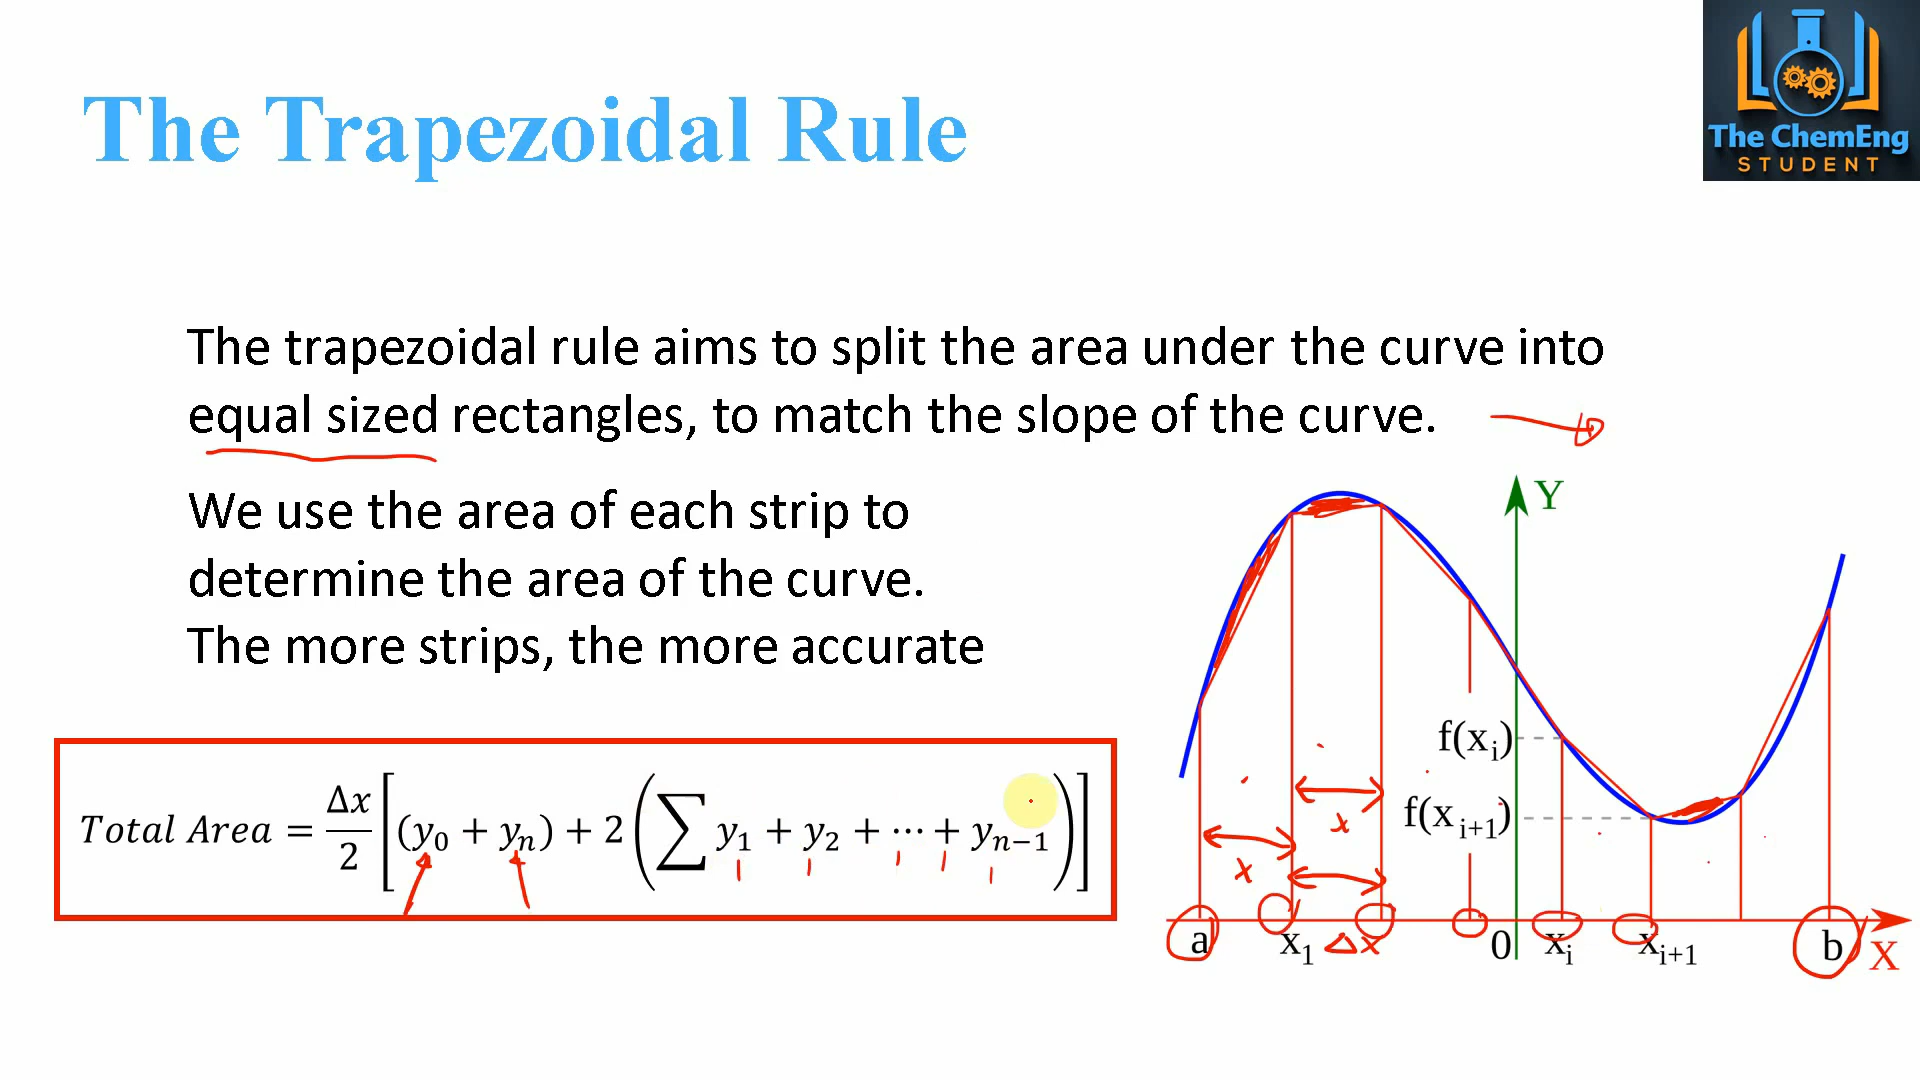 The Trapezoidal Rule
The ChemEng
STUDENT
The trapezoidal rule aims to split the area under the curve into
equal sized rectangles, to match the slope of the curve.
We use the area of each strip to
determine the area of the curve.
The more strips, the more accurate
Total Area = Δx/2 [(y₀ + yₙ) + 2(∑ y₁ + y₂ + ⋯ + yₙ₋₁)]
Y
f(xᵢ)
f(xᵢ₊₁)
x
x
a
x₁
Δx
0
xᵢ
xᵢ₊₁
b
X